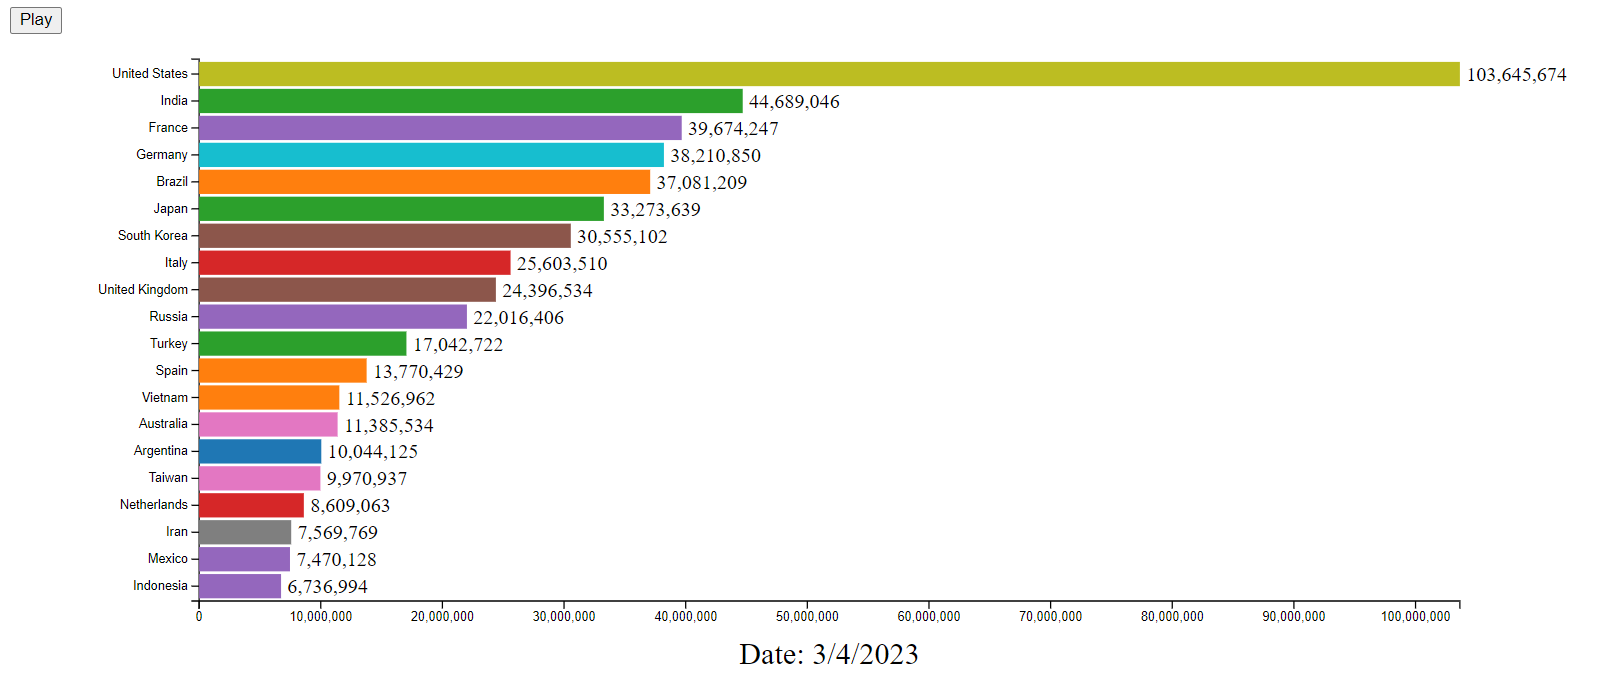 Play
United States 103,645,674
India 44,689,046
France 39,674,247
Germany 38,210,850
Brazil 37,081,209
Japan 33,273,639
South Korea 30,555,102
Italy 25,603,510
United Kingdom 24,396,534
Russia 22,016,406
Turkey 17,042,722
Spain 13,770,429
Vietnam 11,526,962
Australia 11,385,534
Argentina 10,044,125
Taiwan 9,970,937
Netherlands 8,609,063
Iran 7,569,769
Mexico 7,470,128
Indonesia 6,736,994
0 10,000,000 20,000,000 30,000,000 40,000,000 50,000,000 60,000,000 70,000,000 80,000,000 90,000,000 100,000,000
Date: 3/4/2023